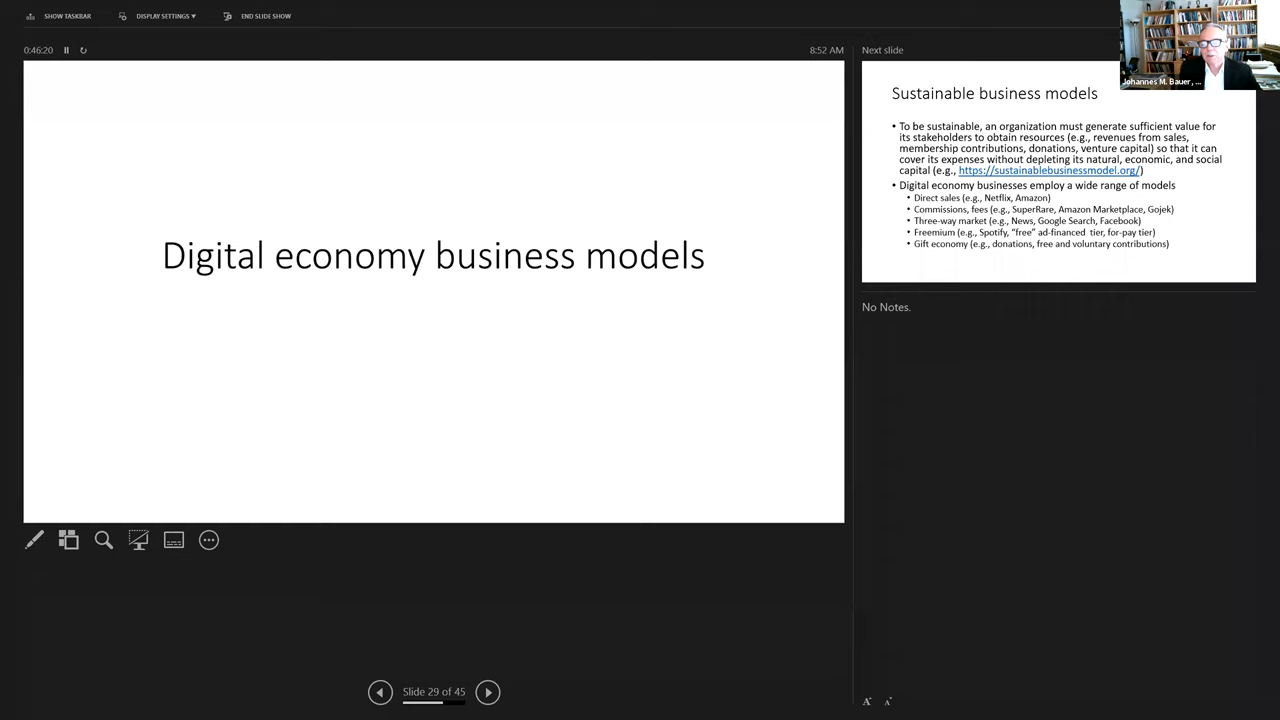 SHOW TASKBAR
DISPLAY SETTINGS ▾
END SLIDE SHOW
0:46:20
8:52 AM
Digital economy business models
Slide 29 of 45
Next slide
Johannes M. Bauer, ...
Sustainable business models
• To be sustainable, an organization must generate sufficient value for
its stakeholders to obtain resources (e.g., revenues from sales,
membership contributions, donations, venture capital) so that it can
cover its expenses without depleting its natural, economic, and social
capital (e.g., https://sustainablebusinessmodel.org/)
• Digital economy businesses employ a wide range of models
• Direct sales (e.g., Netflix, Amazon)
• Commissions, fees (e.g., SuperRare, Amazon Marketplace, Gojek)
• Three-way market (e.g., News, Google Search, Facebook)
• Freemium (e.g., Spotify, “free” ad-financed tier, for-pay tier)
• Gift economy (e.g., donations, free and voluntary contributions)
No Notes.
A A